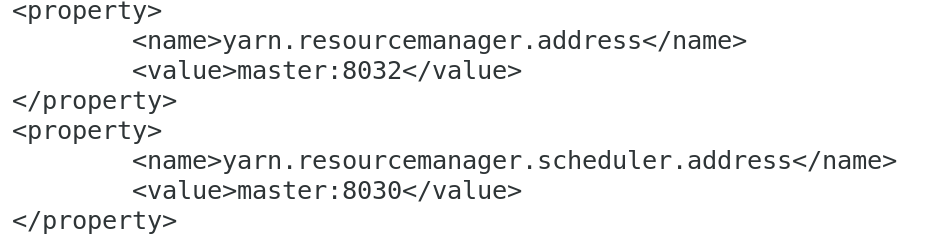 <property>
        <name>yarn.resourcemanager.address</name>
        <value>master:8032</value>
</property>
<property>
        <name>yarn.resourcemanager.scheduler.address</name>
        <value>master:8030</value>
</property>